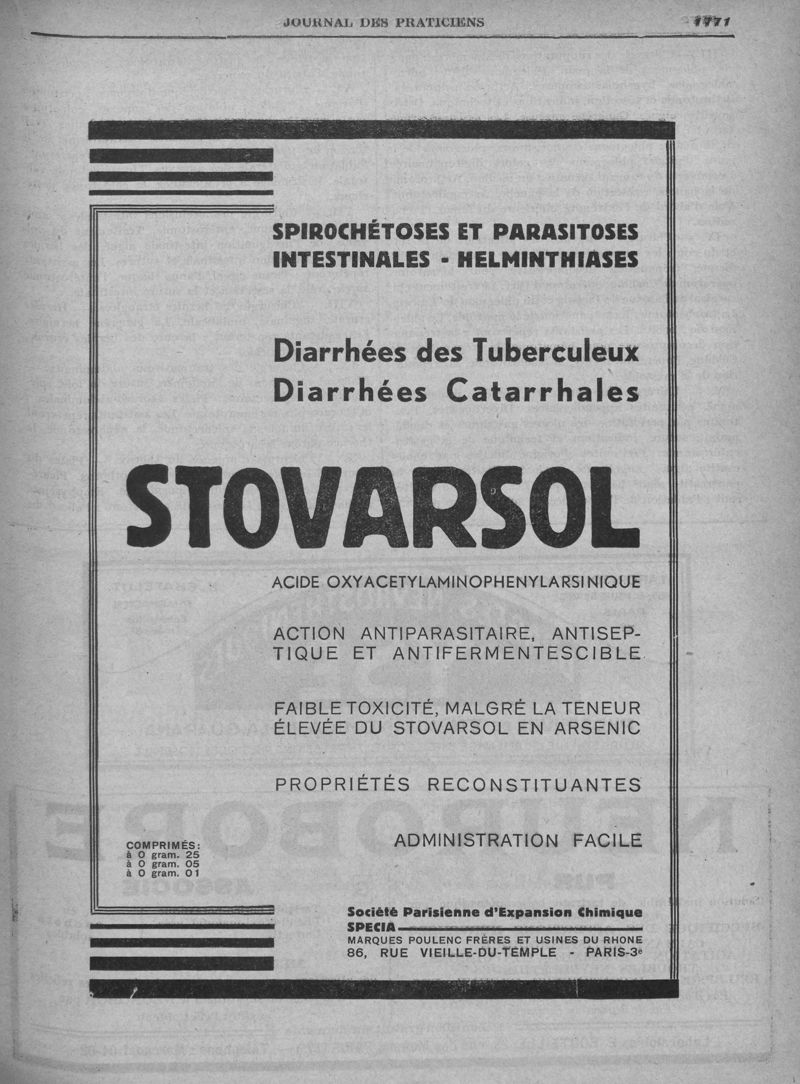 JOURNAL DES PRATICIENS 1771
SPIROCHÉTOSES ET PARASITOSES
INTESTINALES - HELMINTHIASES
Diarrhées des Tuberculeux
Diarrhées Catarrhales
STOVARSOL
ACIDE OXYACETYLAMINOPHENYLARSINIQUE
ACTION ANTIPARASITAIRE, ANTISEP-
TIQUE ET ANTIFERMENTESCIBLE
FAIBLE TOXICITÉ, MALGRÉ LA TENEUR
ÉLEVÉE DU STOVARSOL EN ARSENIC
PROPRIÉTÉS RECONSTITUANTES
ADMINISTRATION FACILE
COMPRIMÉS:
à 0 gram. 25
à 0 gram. 05
à 0 gram. 01
Société Parisienne d'Expansion Chimique
SPECIA
MARQUES POULENC FRÈRES ET USINES DU RHONE
86, RUE VIEILLE-DU-TEMPLE - PARIS-3e